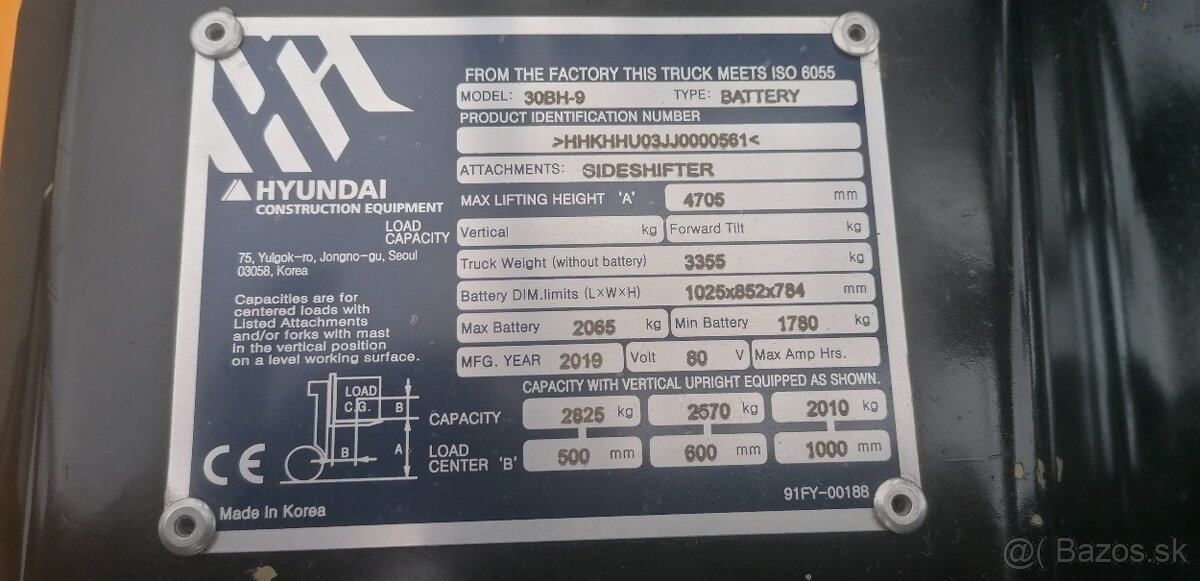 FROM THE FACTORY THIS TRUCK MEETS ISO 6055
MODEL: 30BH-9 TYPE: BATTERY
PRODUCT IDENTIFICATION NUMBER
>HHKHHU03JJ0000561<
ATTACHMENTS: SIDESHIFTER
HYUNDAI
CONSTRUCTION EQUIPMENT
MAX LIFTING HEIGHT 'A' 4705 mm
LOAD
CAPACITY
Vertical kg Forward Tilt kg
75, Yulgok-ro, Jongno-gu, Seoul
03058, Korea
Truck Weight (without battery) 3355 kg
Battery DIM.limits (L×W×H) 1025x852x784 mm
Max Battery 2065 kg Min Battery 1780 kg
MFG. YEAR 2019 Volt 80 V Max Amp Hrs.
Capacities are for
centered loads with
Listed Attachments
and/or forks with mast
in the vertical position
on a level working surface.
CAPACITY WITH VERTICAL UPRIGHT EQUIPPED AS SHOWN.
CAPACITY 2825 kg 2570 kg 2010 kg
LOAD
CENTER 'B' 500 mm 600 mm 1000 mm
LOAD
C.G. B
B A
CE
Made in Korea
91FY-00188
@( Bazos.sk